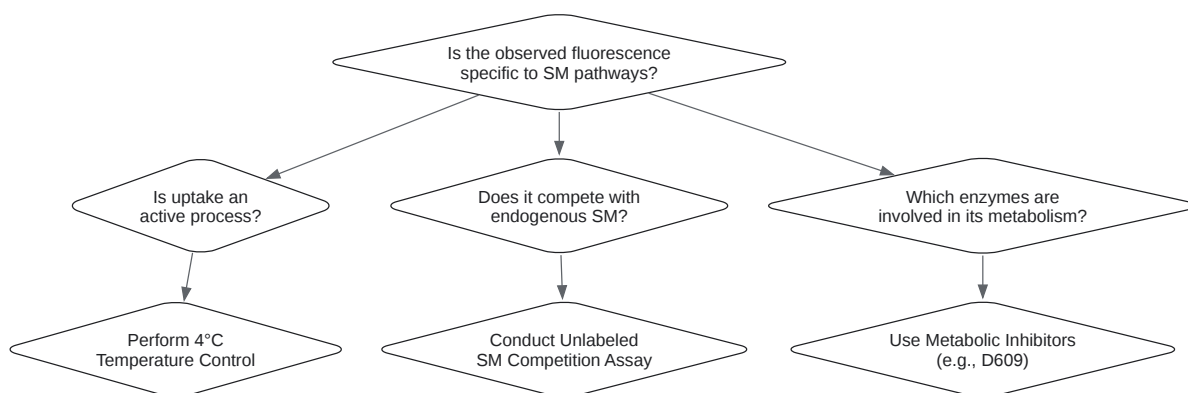 Is the observed fluorescence
specific to SM pathways?
Is uptake an
active process?
Does it compete with
endogenous SM?
Which enzymes are
involved in its metabolism?
Perform 4°C
Temperature Control
Conduct Unlabeled
SM Competition Assay
Use Metabolic Inhibitors
(e.g., D609)